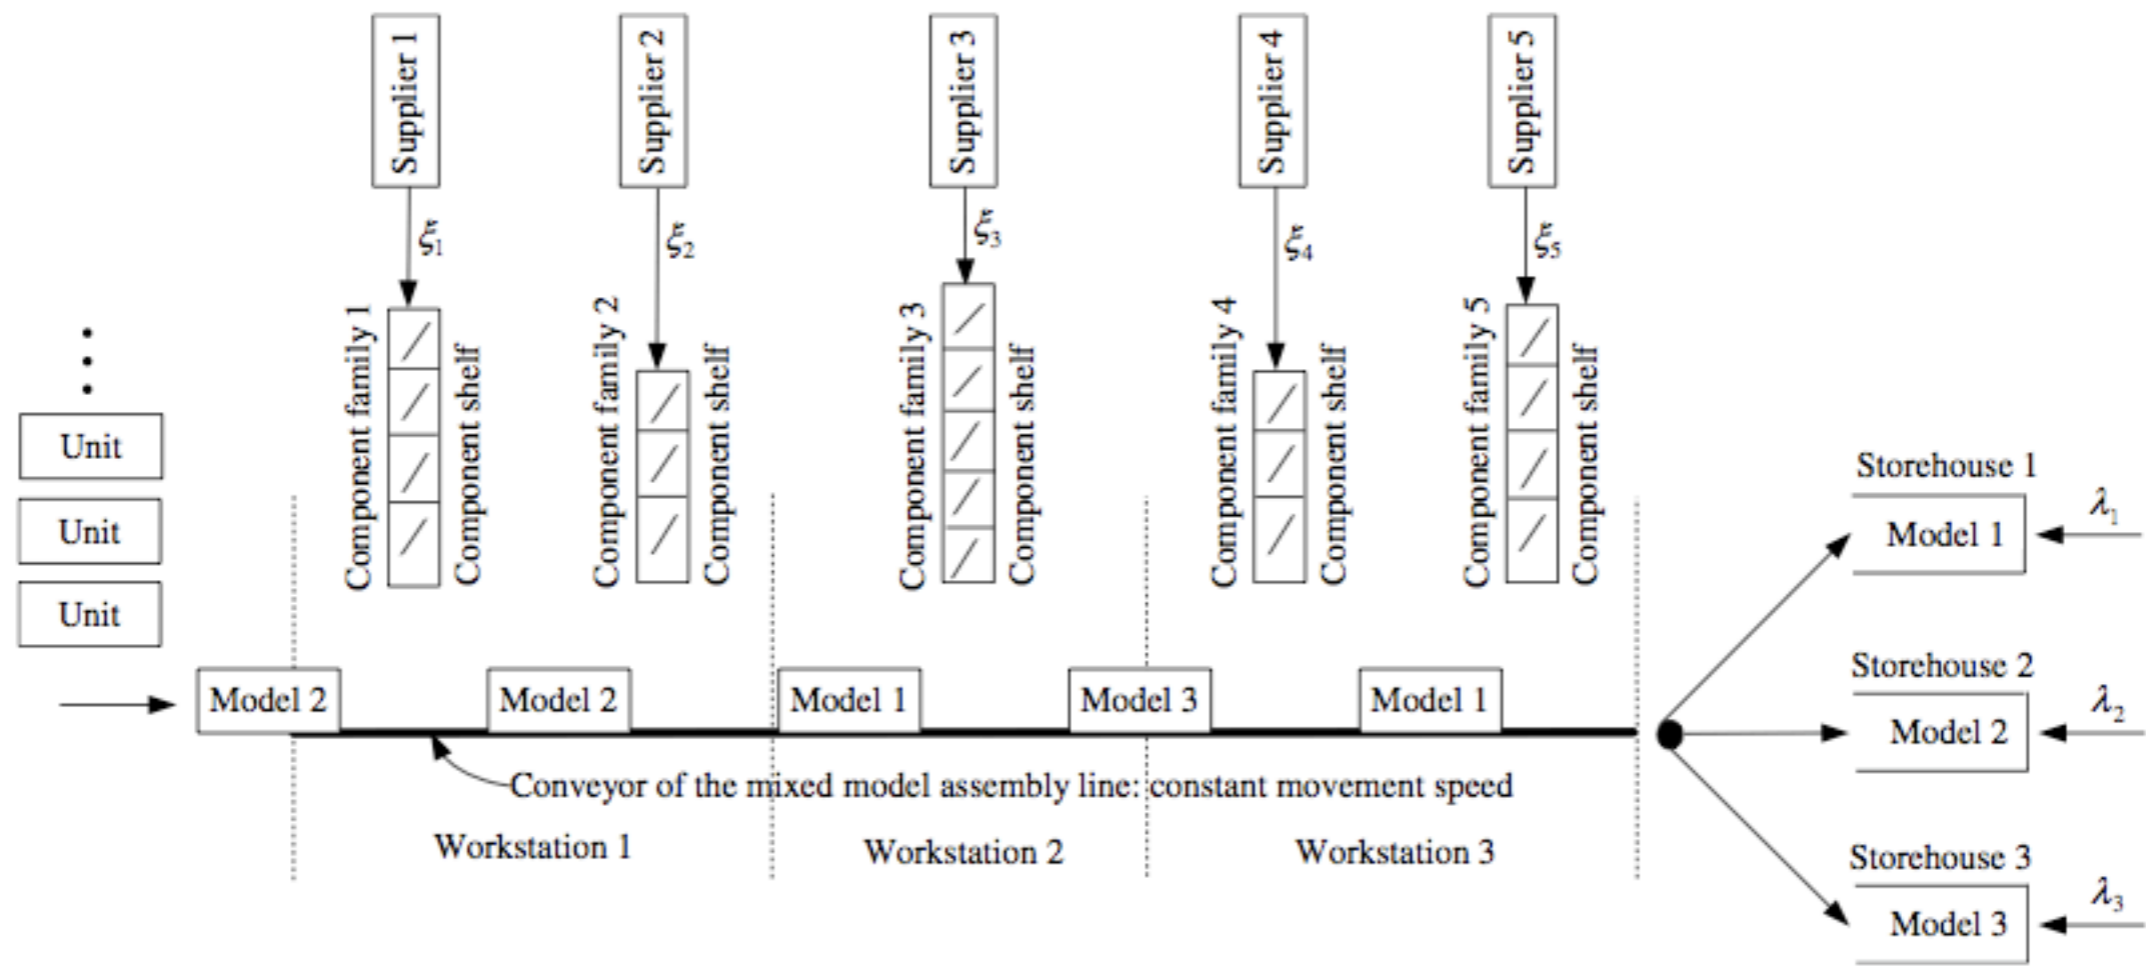 Supplier 1
Supplier 2
Supplier 3
Supplier 4
Supplier 5
ξ1
ξ2
ξ3
ξ4
ξ5
Component family 1
Component shelf
Component family 2
Component shelf
Component family 3
Component shelf
Component family 4
Component shelf
Component family 5
Component shelf
Unit
Unit
Unit
Model 2
Model 2
Model 1
Model 3
Model 1
Conveyor of the mixed model assembly line: constant movement speed
Workstation 1
Workstation 2
Workstation 3
Storehouse 1
Model 1
λ1
Storehouse 2
Model 2
λ2
Storehouse 3
Model 3
λ3